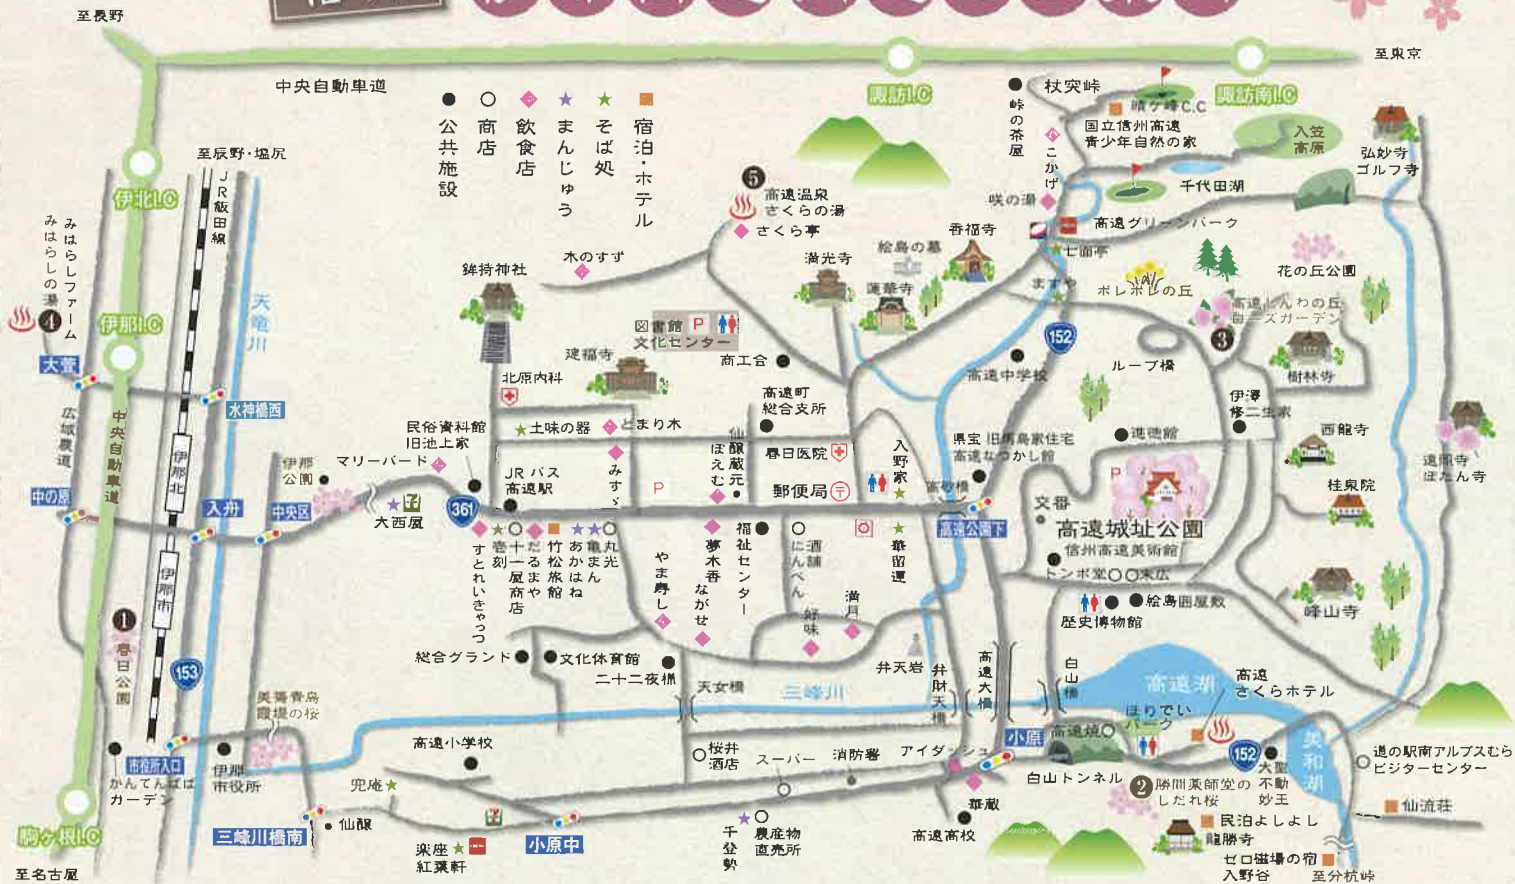 至長野
至東京
中央自動車道
諏訪I.C
諏訪南I.C
伊北I.C
伊那I.C
駒ヶ根I.C
至名古屋
至辰野・塩尻
JR飯田線
天竜川
公共施設
商店
飲食店
まんじゅう
そば処
宿泊・ホテル
峠の茶屋
杖突峠
こかげ
晴ヶ峰C.C
国立信州高遠
青少年自然の家
入笠
高原
弘妙寺
ゴルフ寺
千代田湖
咲の湯
高遠グリーンパーク
七面亭
ますや
5
高遠温泉
さくらの湯
さくら亭
木のすず
鉾持神社
満光寺
絵島の墓
蓮華寺
香福寺
ポレポレの丘
花の丘公園
高遠しんわの丘
ローズガーデン
3
152
ループ橋
樹林寺
みはらしファーム
みはらしの湯
4
大萱
水神橋西
広域農道
中央自動車道
伊那北
図書館
文化センター
P
建福寺
商工会
北原内科
高遠町
総合支所
高遠中学校
伊澤
修二生家
西龍寺
遠照寺
ぼたん寺
桂泉院
民俗資料館
旧池上家
マリーバード
土味の器
とまり木
みすゞ
仙醸蔵元
ぽえむ
春日医院
郵便局
入野家
県宝 旧馬島家住宅
高遠なつかし館
進徳館
P
P
伊那
公園
JRバス
高遠駅
中の原
入舟
中央区
大西屋
361
高砂橋
高遠公園下
交番
高遠城址公園
信州高遠美術館
トンボ堂
末広
絵島囲屋敷
歴史博物館
峰山寺
すとれいきゃっつ
壱刻
十一屋商店
だるまや
竹松旅館
あかはね
亀まん
丸光
やま寿し
夢木香
ながせ
福祉センター
酒舗
にんべん
華留運
好味
満月
伊那市
1
春日公園
153
総合グランド
文化体育館
二十二夜様
弁天岩
天女橋
三峰川
弁財天橋
高遠大橋
白山橋
高遠湖
高遠
さくらホテル
美篶青島
霞堤の桜
ほりでい
パーク
高遠焼
小原
白山トンネル
152
大聖
不動
妙王
美和湖
道の駅南アルプスむら
ビジターセンター
市役所入口
かんてんぱぱ
ガーデン
伊那
市役所
高遠小学校
桜井
酒店
スーパー
消防署
アイダッシュ
兜庵
三峰川橋南
仙醸
楽座
紅葉軒
小原中
千登勢
農産物
直売所
華蔵
高遠高校
2
勝間薬師堂の
しだれ桜
民泊よしよし
龍勝寺
仙流荘
ゼロ磁場の宿
入野谷
至分杭峠